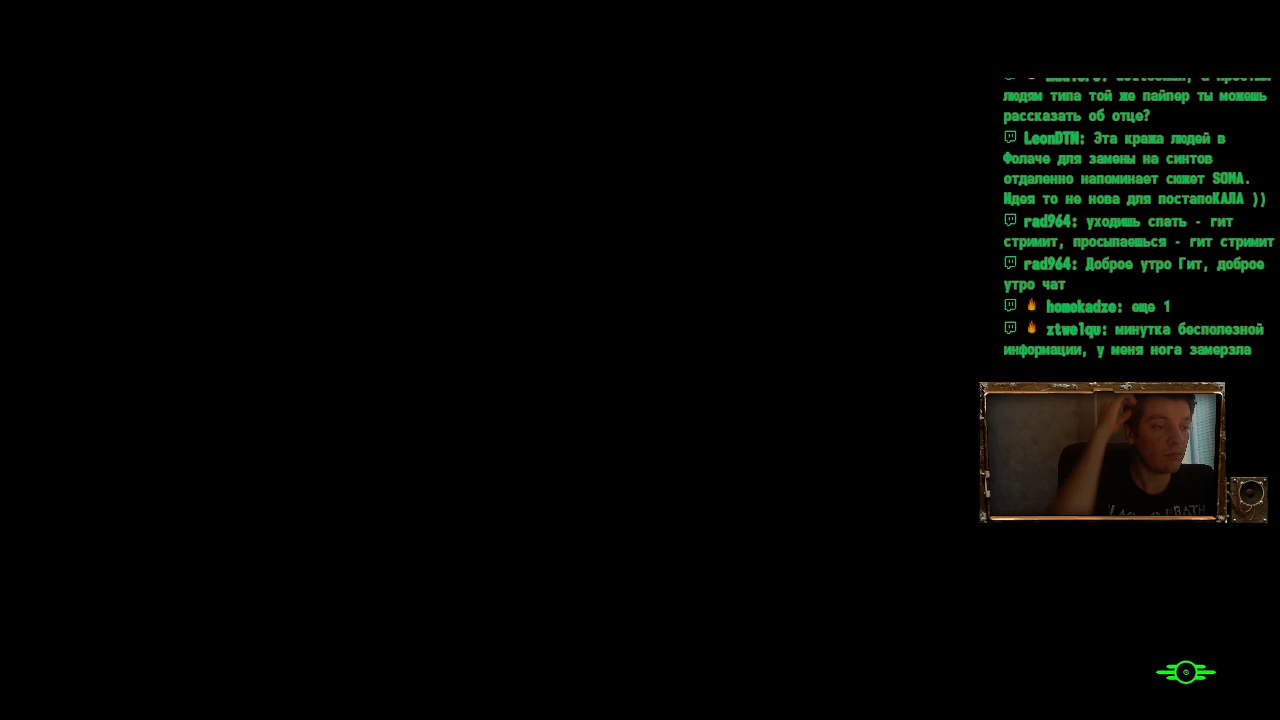 людям типа той же пайпер ты можешь
рассказать об отце?
LeonDTN: Эта кража людей в
Фолаче для замены на синтов
отдаленно напоминает сюжет SOMA.
Идея то не нова для постапоКАЛА ))
rad964: уходишь спать - гит
стримит, просыпаешься - гит стримит
rad964: Доброе утро Гит, доброе
утро чат
homekadze: еще 1
ztwelqu: минутка бесполезной
информации, у меня нога замерзла